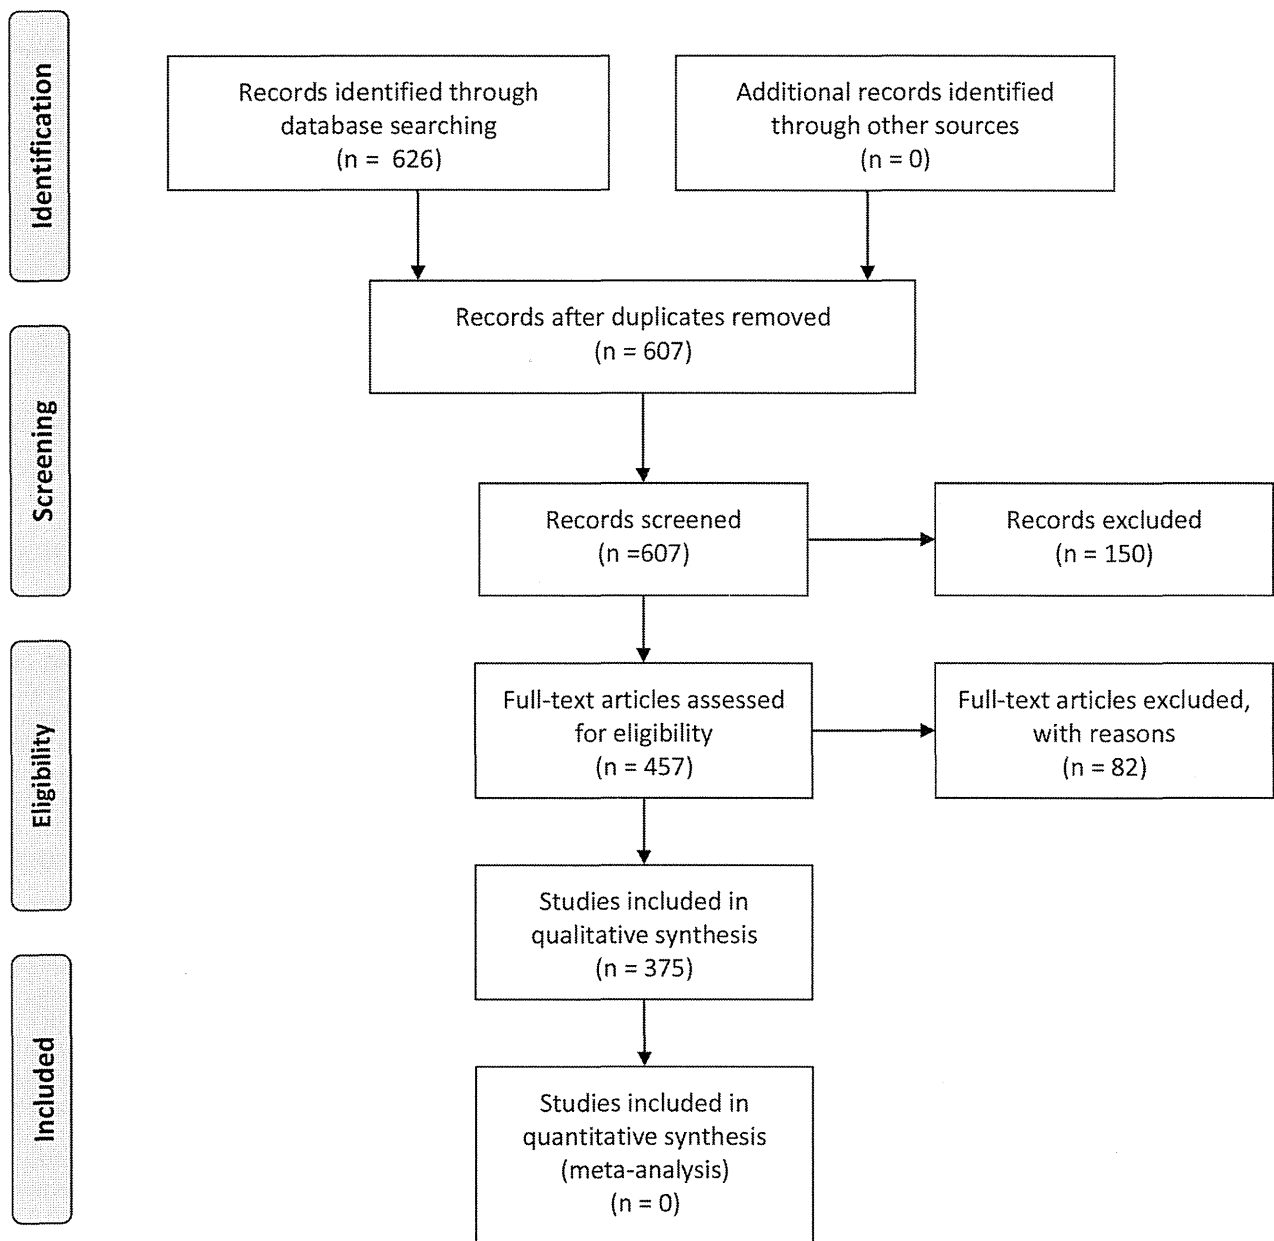 Identification
Records identified through
database searching
(n = 626)
Additional records identified
through other sources
(n = 0)
Records after duplicates removed
(n = 607)
Screening
Records screened
(n =607)
Records excluded
(n = 150)
Eligibility
Full-text articles assessed
for eligibility
(n = 457)
Full-text articles excluded,
with reasons
(n = 82)
Studies included in
qualitative synthesis
(n = 375)
Included
Studies included in
quantitative synthesis
(meta-analysis)
(n = 0)